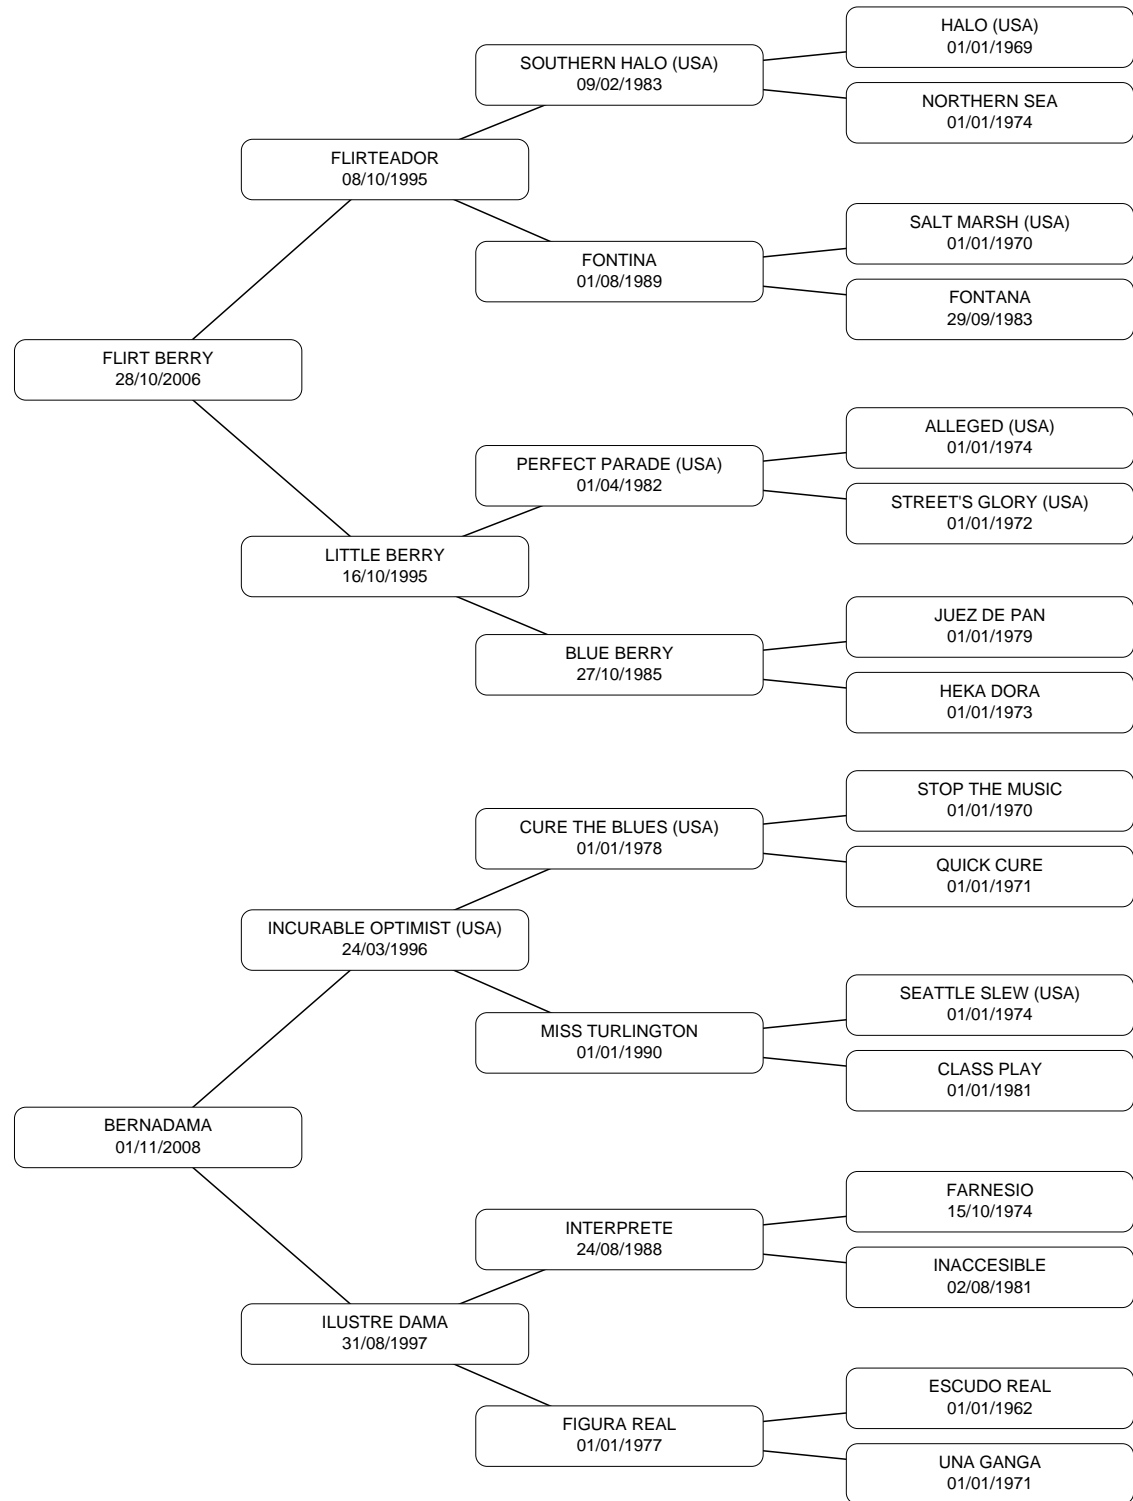 HALO (USA)
01/01/1969
SOUTHERN HALO (USA)
09/02/1983
NORTHERN SEA
01/01/1974
FLIRTEADOR
08/10/1995
SALT MARSH (USA)
01/01/1970
FONTINA
01/08/1989
FONTANA
29/09/1983
FLIRT BERRY
28/10/2006
ALLEGED (USA)
01/01/1974
PERFECT PARADE (USA)
01/04/1982
STREET'S GLORY (USA)
01/01/1972
LITTLE BERRY
16/10/1995
JUEZ DE PAN
01/01/1979
BLUE BERRY
27/10/1985
HEKA DORA
01/01/1973
STOP THE MUSIC
01/01/1970
CURE THE BLUES (USA)
01/01/1978
QUICK CURE
01/01/1971
INCURABLE OPTIMIST (USA)
24/03/1996
SEATTLE SLEW (USA)
01/01/1974
MISS TURLINGTON
01/01/1990
CLASS PLAY
01/01/1981
BERNADAMA
01/11/2008
FARNESIO
15/10/1974
INTERPRETE
24/08/1988
INACCESIBLE
02/08/1981
ILUSTRE DAMA
31/08/1997
ESCUDO REAL
01/01/1962
FIGURA REAL
01/01/1977
UNA GANGA
01/01/1971